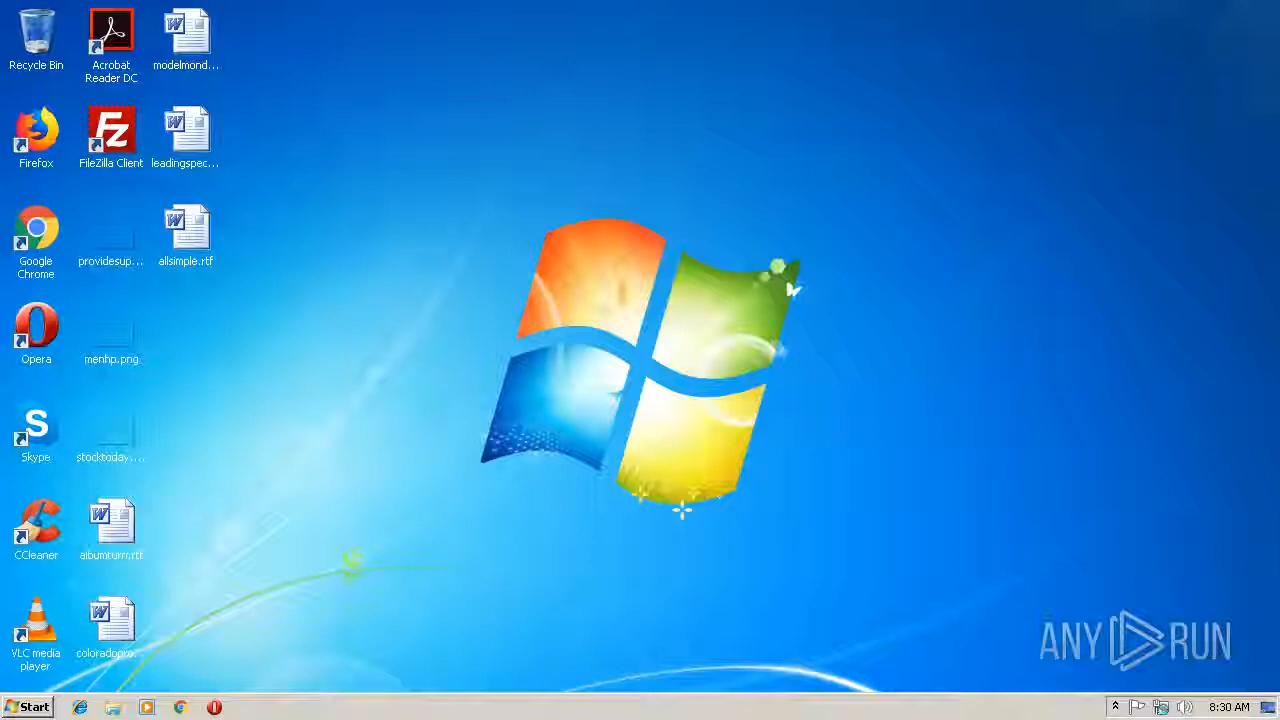 Recycle Bin
Acrobat
Reader DC
modelmond...
Firefox
FileZilla Client
leadingspec...
Google
Chrome
providesup...
allsimple.rtf
Opera
menhp.png
Skype
stocktoday....
CCleaner
albumturn.rtf
VLC media
player
coloradopro...
ANY RUN
Start
8:30 AM